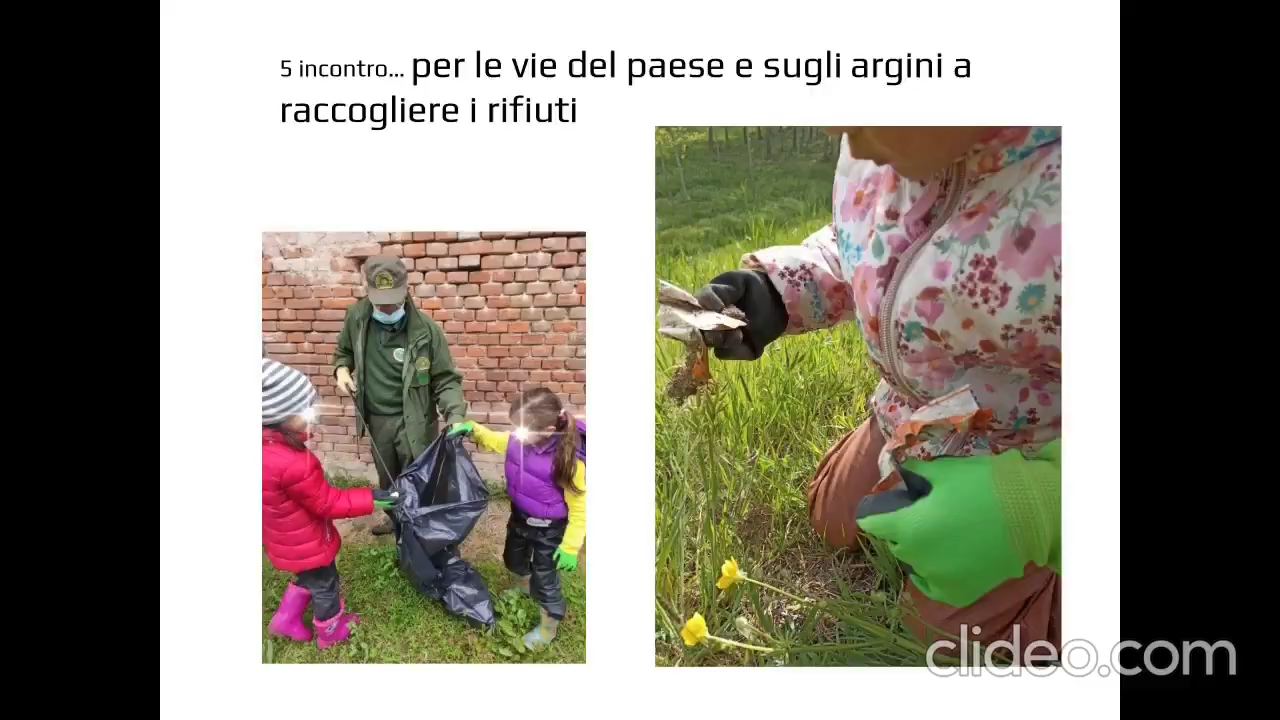 5 incontro... per le vie del paese e sugli argini a
raccogliere i rifiuti
clideo.com